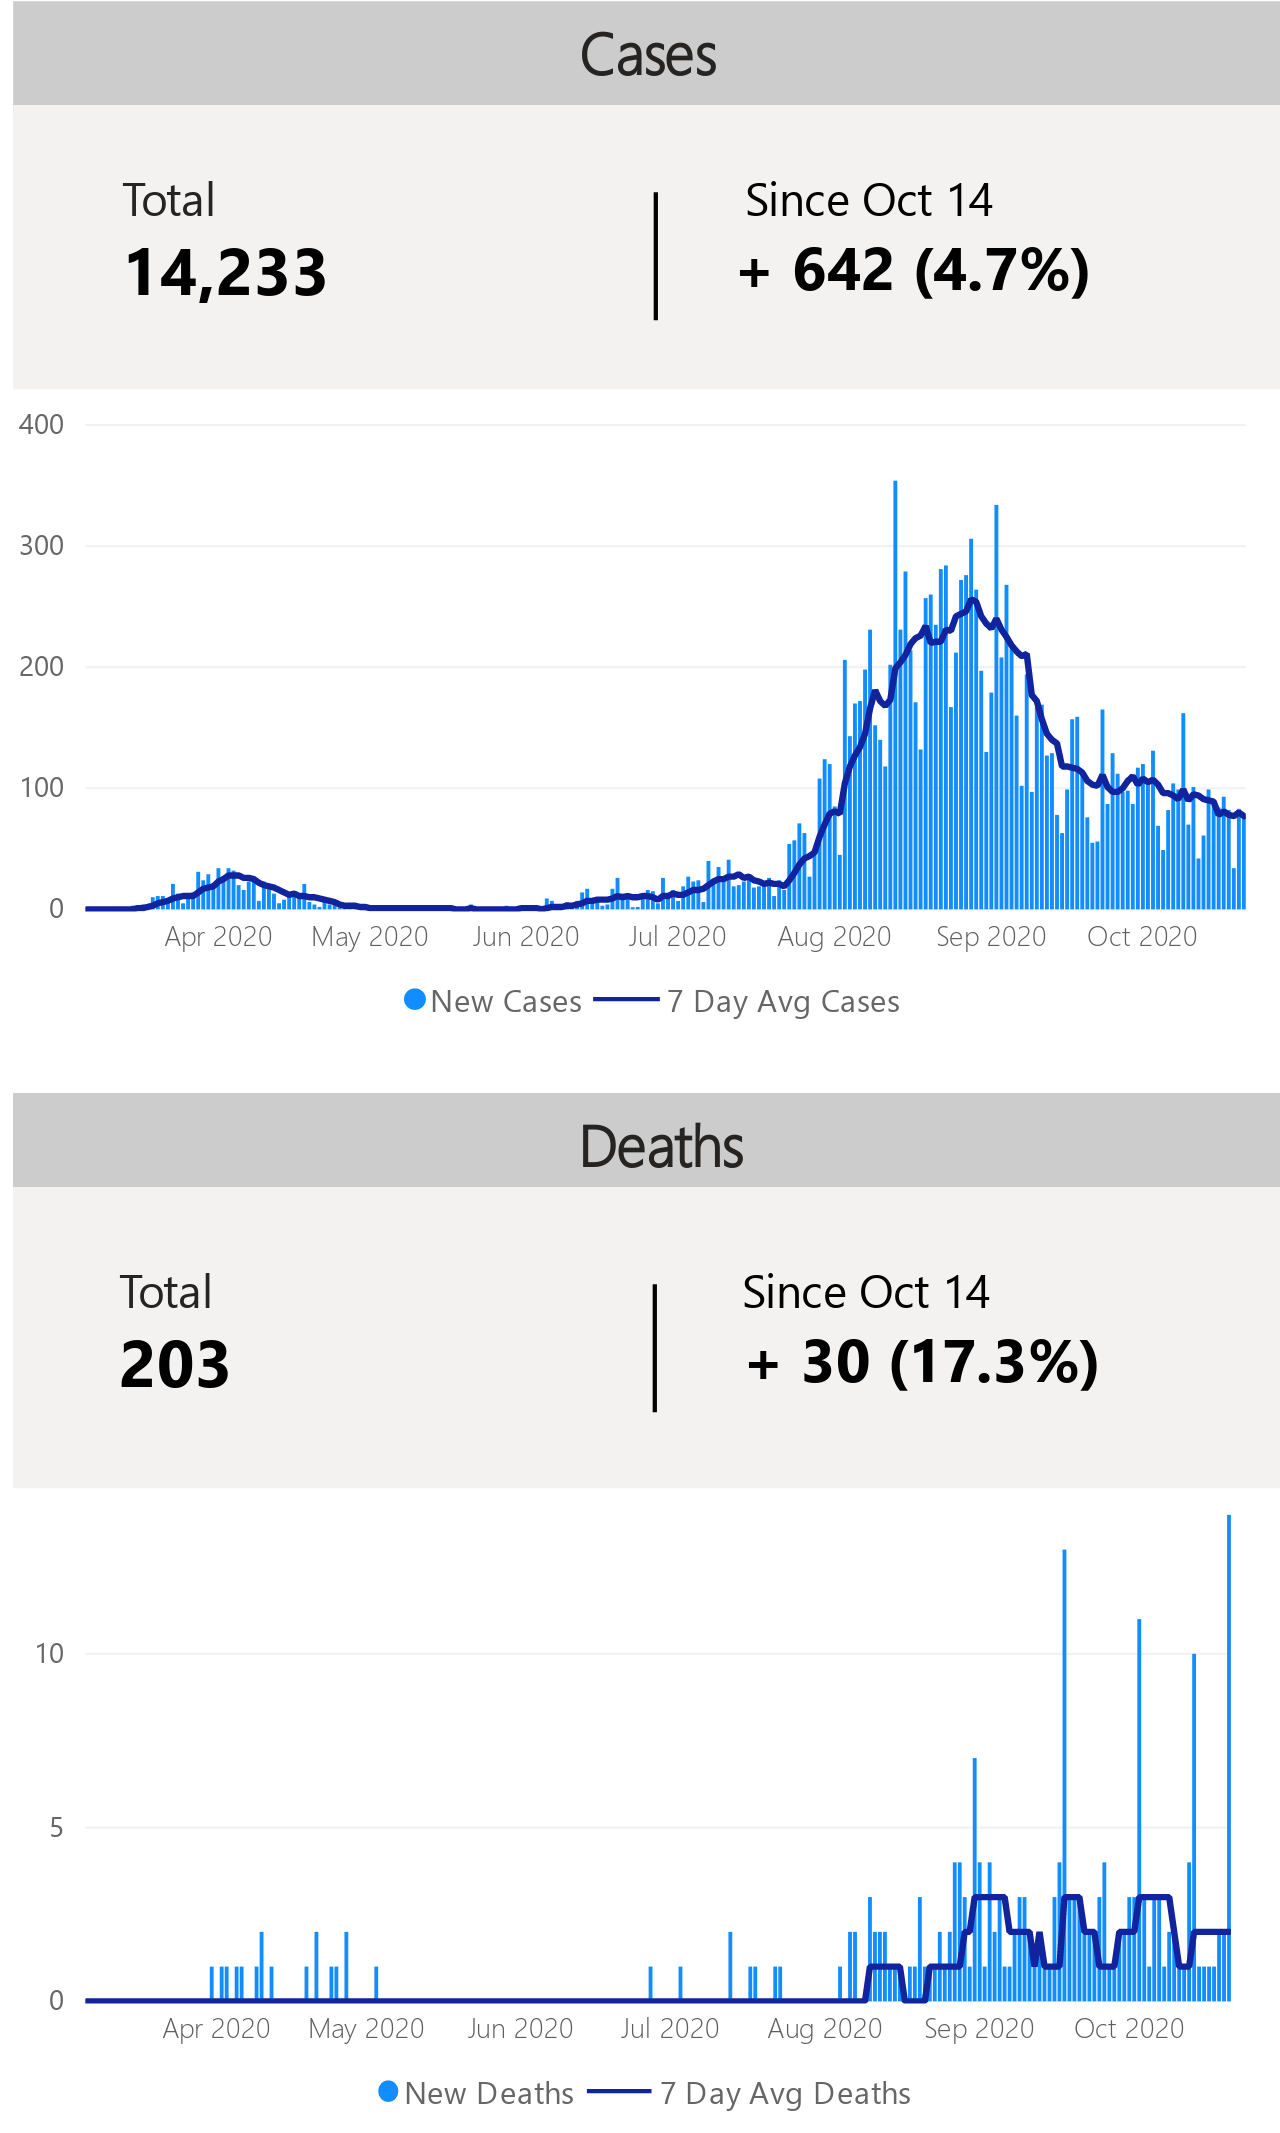 Cases
Total
Since Oct 14
14,233
+ 642 (4.7%)
400
300
200
100
0
Apr 2020 May 2020 Jun 2020 Jul 2020 Aug 2020 Sep 2020 Oct 2020
New Cases 7 Day Avg Cases
Deaths
Total
Since Oct 14
203
+ 30 (17.3%)
10
5
0
Apr 2020 May 2020 Jun 2020 Jul 2020 Aug 2020 Sep 2020 Oct 2020
New Deaths 7 Day Avg Deaths